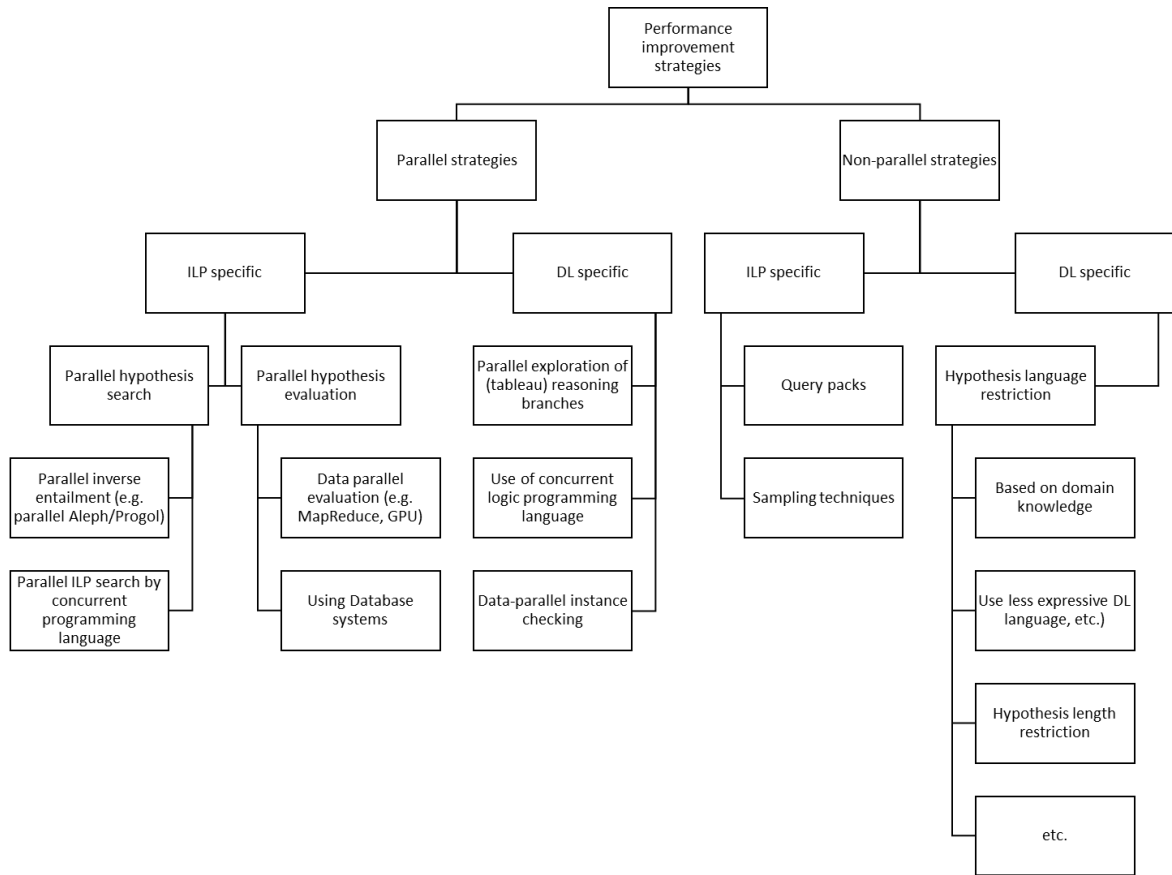 Performance
improvement
strategies
Parallel strategies
Non-parallel strategies
ILP specific
DL specific
ILP specific
DL specific
Parallel hypothesis
search
Parallel hypothesis
evaluation
Parallel exploration of
(tableau) reasoning
branches
Query packs
Hypothesis language
restriction
Parallel inverse
entailment (e.g.
parallel Aleph/Progol)
Data parallel
evaluation (e.g.
MapReduce, GPU)
Use of concurrent
logic programming
language
Sampling techniques
Based on domain
knowledge
Parallel ILP search by
concurrent
programming
language
Using Database
systems
Data-parallel instance
checking
Use less expressive DL
language, etc.)
Hypothesis length
restriction
etc.